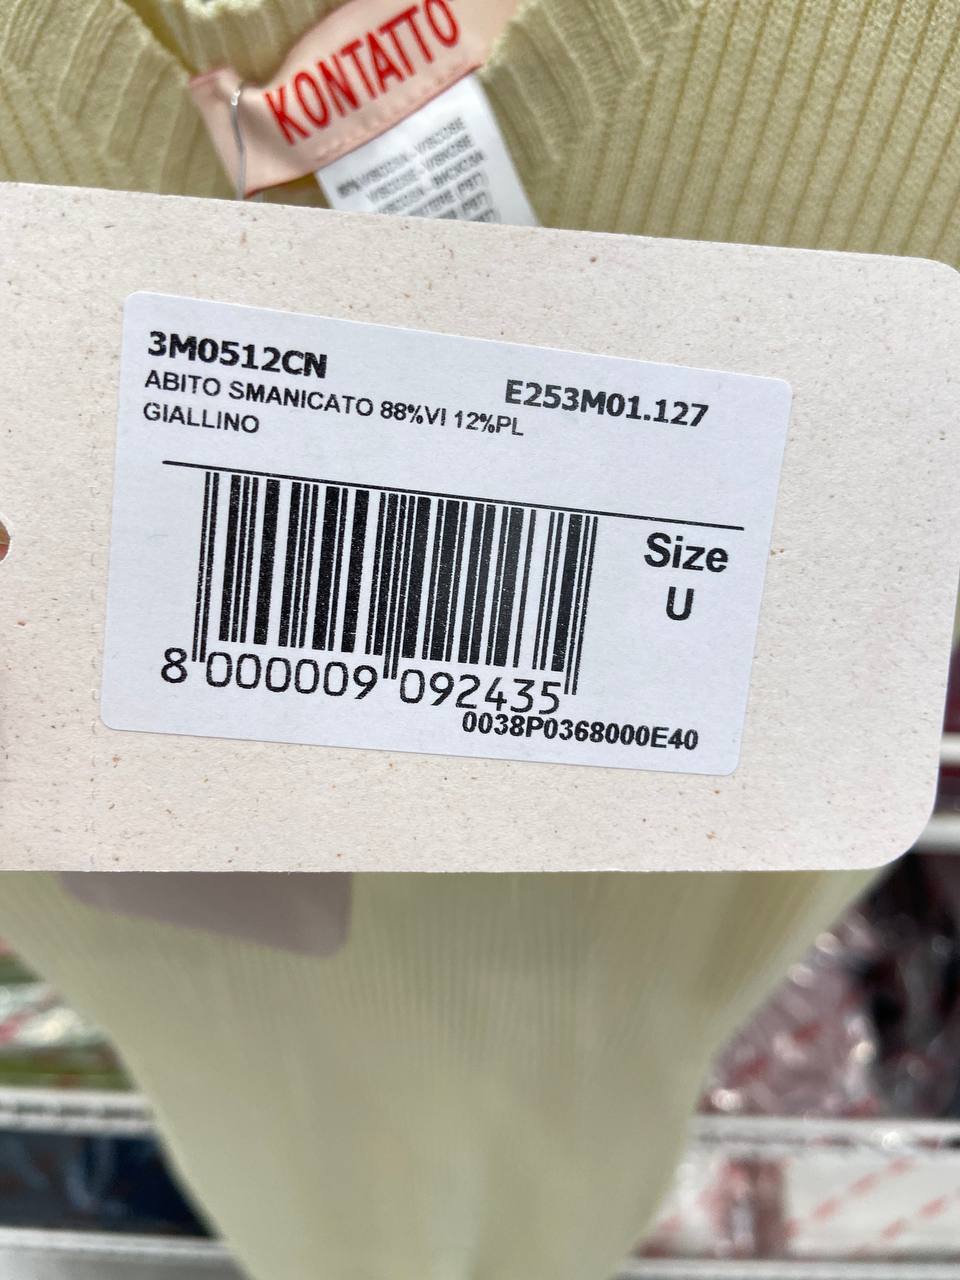 KONTATTO
3M0512CN
E253M01.127
ABITO SMANICATO 88%VI 12%PL
GIALLINO
Size
U
8 000009 092435
0038P0368000E40